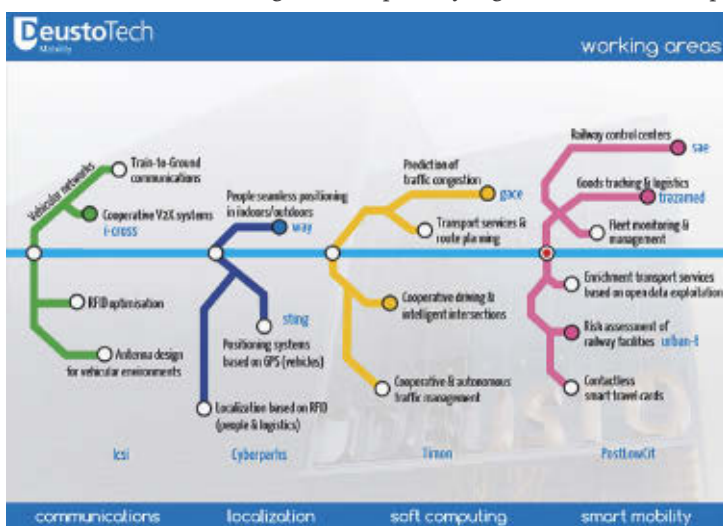 DeustoTech
Mobility
working areas
Vehicular networks
Train-to-Ground
communications
Cooperative V2X systems
i-cross
RFID optimisation
Antenna design
for vehicular environments
People seamless positioning
in indoors/outdoors
way
sting
Positioning systems
based on GPS (vehicles)
Localization based on RFID
(people & logistics)
Prediction of
traffic congestion
gace
Transport services &
route planning
Cooperative driving &
intelligent intersections
Cooperative & autonomous
traffic management
Railway control centers
sae
Goods tracking & logistics
trazamed
Fleet monitoring &
management
Enrichment transport services
based on open data exploitation
Risk assessment of
railway facilities
urban-t
Contactless
smart travel cards
Icsi
Cyberparks
Timon
PostLowCit
communications
localization
soft computing
smart mobility